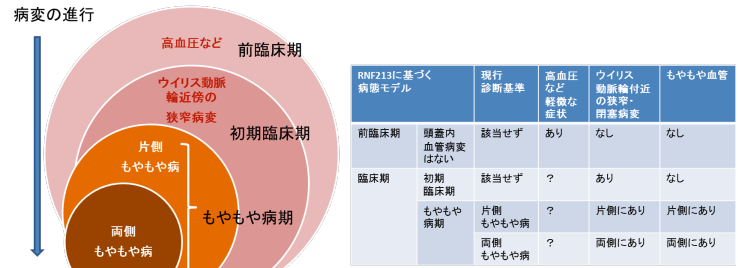 病変の進行
高血圧など
前臨床期
ウイリス動脈
輪近傍の
狭窄病変
初期臨床期
片側
もやもや病
もやもや病期
両側
もやもや病
RNF213に基づく
病態モデル
現行
診断基準
高血圧
など
軽微な
症状
ウイリス
動脈輪付近
の狭窄・
閉塞病変
もやもや血管
前臨床期
頭蓋内
血管病変
はない
該当せず
あり
なし
なし
臨床期
初期
臨床期
該当せず
?
あり
なし
もやもや
病期
片側
もやもや病
?
片側にあり
片側にあり
両側
もやもや病
?
両側にあり
両側にあり